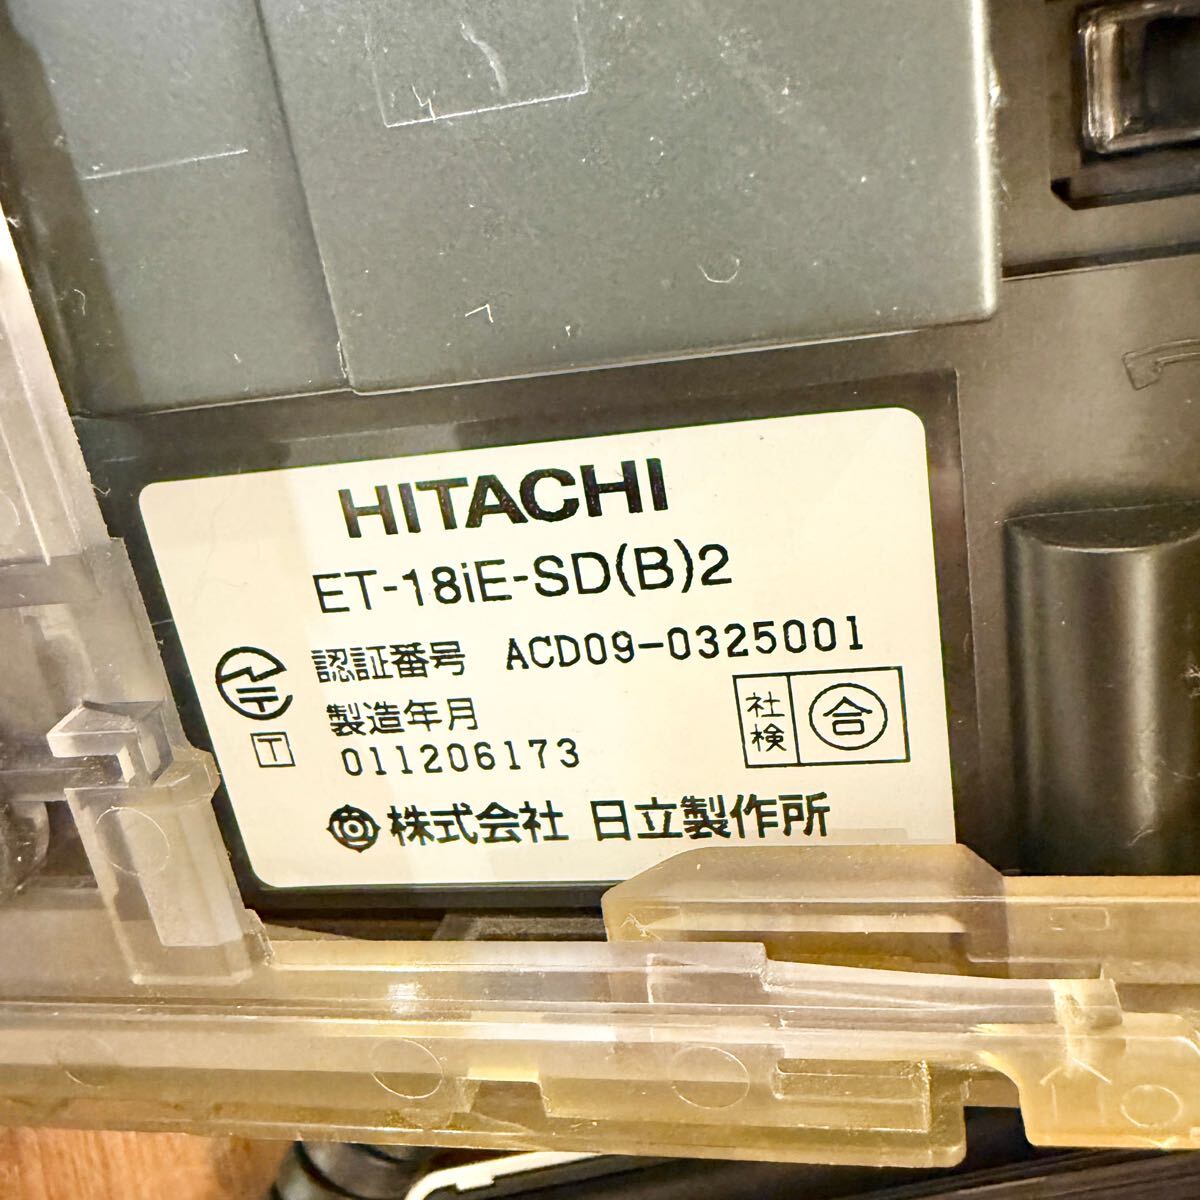 HITACHI
ET-18iE-SD(B)2
認証番号 ACD09-0325001
T
製造年月
011206173
社検 合
株式会社 日立製作所